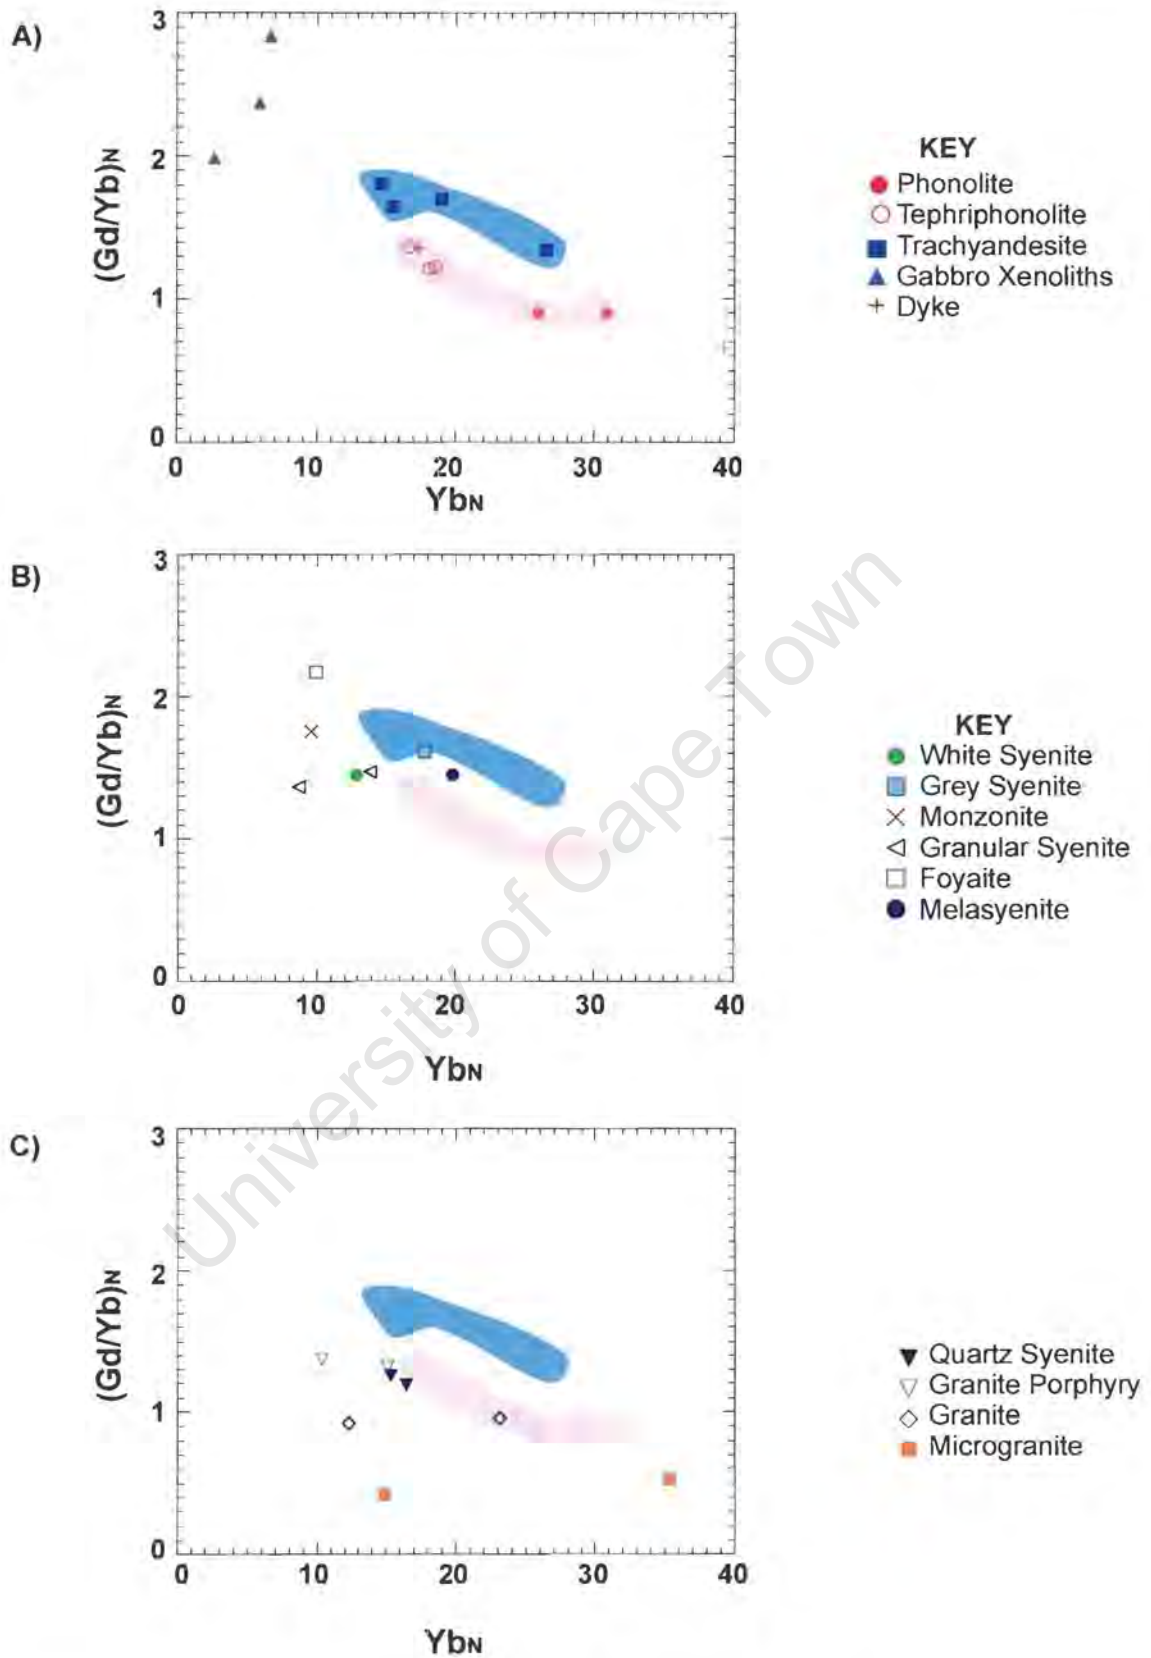 A)
3
2
1
0
(Gd/Yb)N
0 10 20 30 40
YbN
KEY
Phonolite
Tephriphonolite
Trachyandesite
Gabbro Xenoliths
Dyke
B)
3
2
1
0
(Gd/Yb)N
0 10 20 30 40
YbN
KEY
White Syenite
Grey Syenite
Monzonite
Granular Syenite
Foyaite
Melasyenite
C)
3
2
1
0
(Gd/Yb)N
0 10 20 30 40
YbN
Quartz Syenite
Granite Porphyry
Granite
Microgranite
University of Cape Town